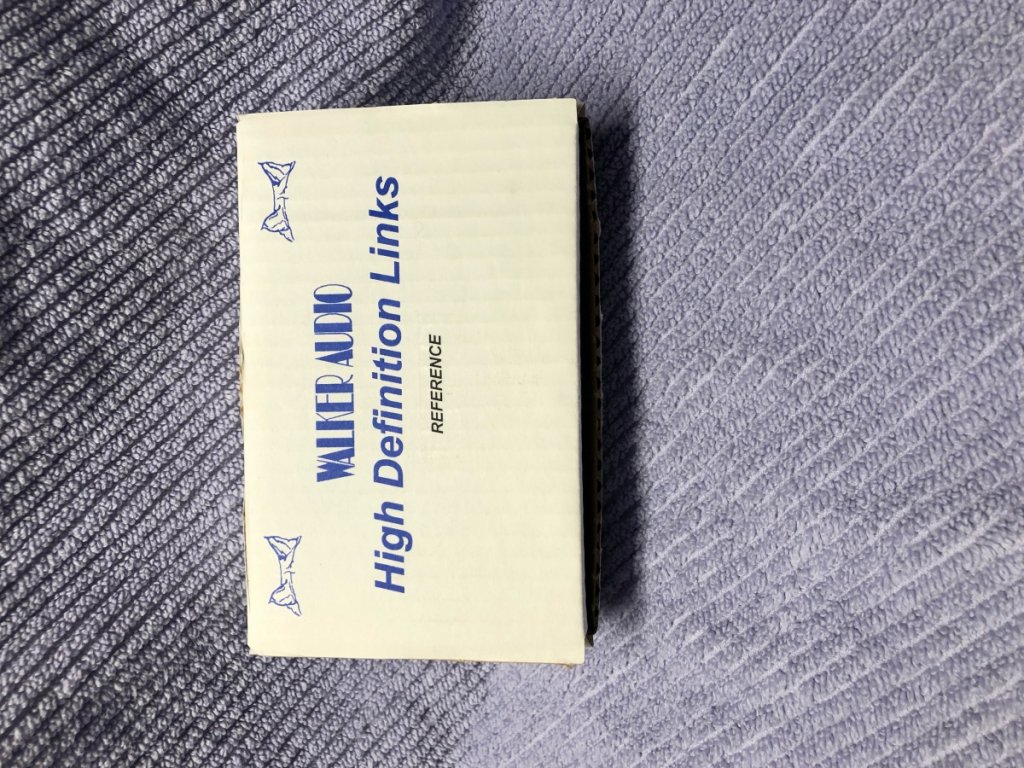 WALKER AUDIO
High Definition Links
REFERENCE